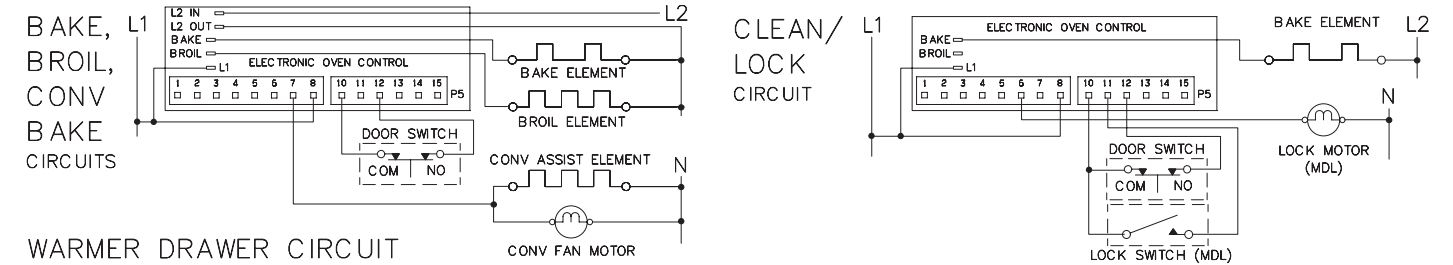 BAKE,
BROIL,
CONV
BAKE
CIRCUITS
L1
L2 IN
L2 OUT
BAKE
BROIL
L1
ELECTRONIC OVEN CONTROL
1 2 3 4 5 6 7 8 10 11 12 13 14 15
P5
L2
BAKE ELEMENT
BROIL ELEMENT
DOOR SWITCH
COM NO
CONV ASSIST ELEMENT
N
CONV FAN MOTOR
WARMER DRAWER CIRCUIT
CLEAN/
LOCK
CIRCUIT
L1
ELECTRONIC OVEN CONTROL
BAKE
BROIL
L1
1 2 3 4 5 6 7 8 10 11 12 13 14 15
P5
BAKE ELEMENT
L2
N
LOCK MOTOR
(MDL)
DOOR SWITCH
COM NO
LOCK SWITCH (MDL)